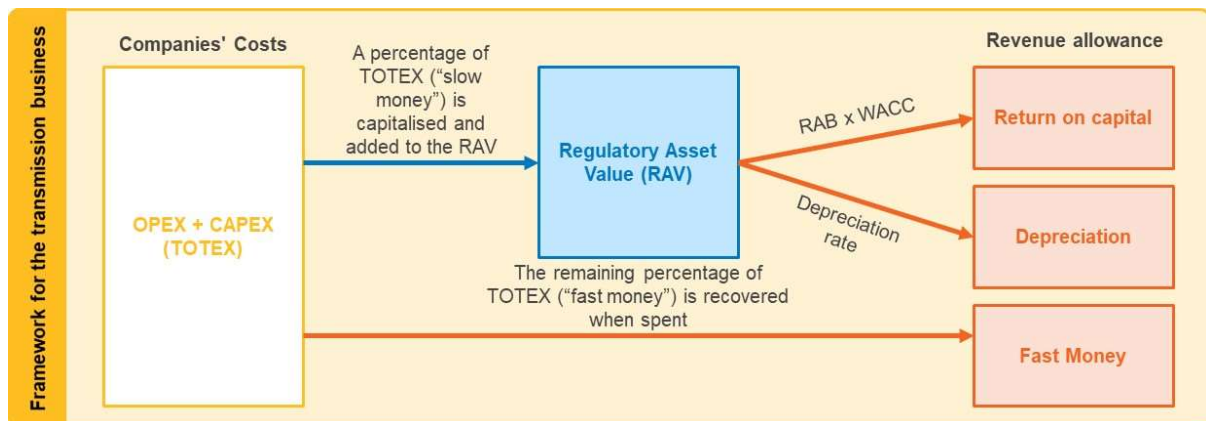 Framework for the transmission business
Companies' Costs
OPEX + CAPEX
(TOTEX)
A percentage of
TOTEX (“slow
money”) is
capitalised and
added to the RAV
Regulatory Asset
Value (RAV)
RAB x WACC
Depreciation
rate
The remaining percentage of
TOTEX (“fast money”) is recovered
when spent
Revenue allowance
Return on capital
Depreciation
Fast Money